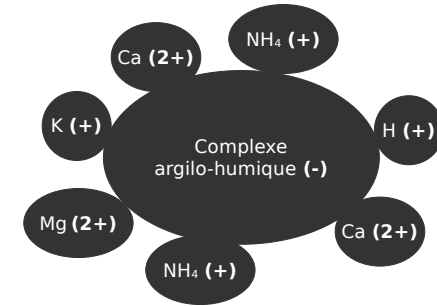 NH₄ (+)
Ca (2+)
K (+)
H (+)
Complexe
argilo-humique (-)
Mg (2+)
Ca (2+)
NH₄ (+)